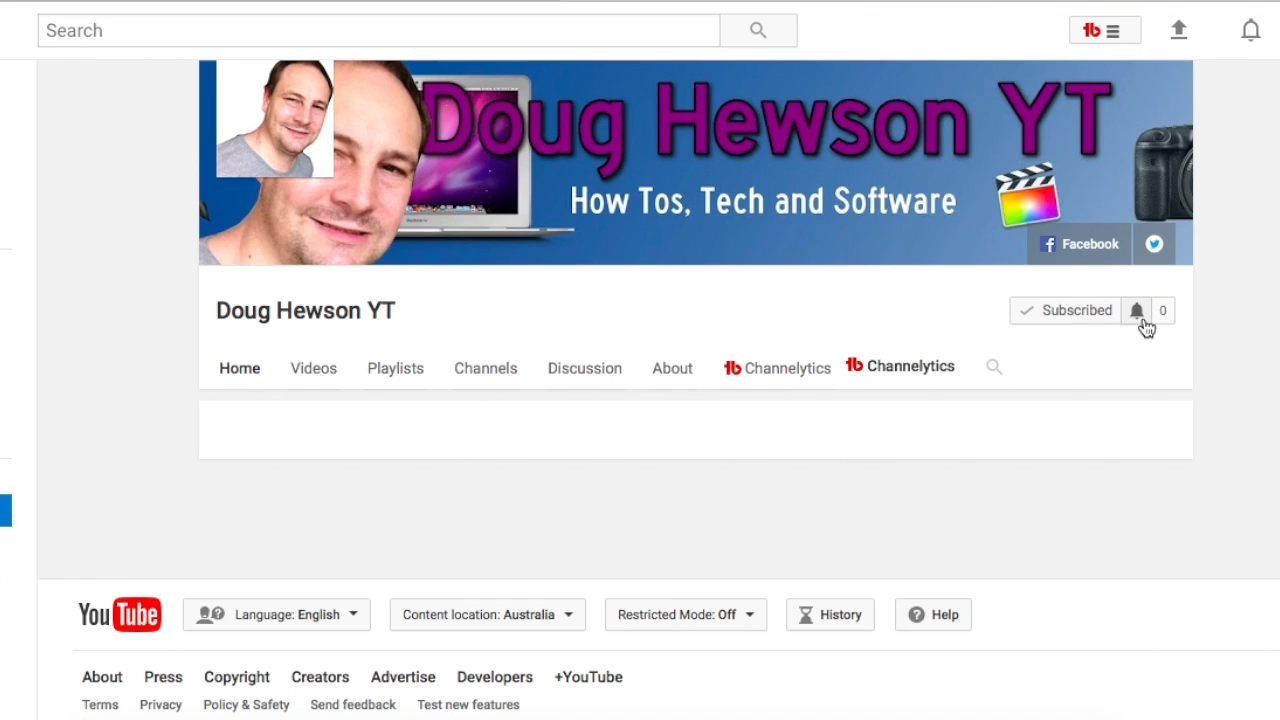 Search
Doug Hewson YT
How Tos, Tech and Software
Facebook
Doug Hewson YT
Subscribed 0
Home Videos Playlists Channels Discussion About Channelytics Channelytics
YouTube Language: English Content location: Australia Restricted Mode: Off History Help
About Press Copyright Creators Advertise Developers +YouTube
Terms Privacy Policy & Safety Send feedback Test new features